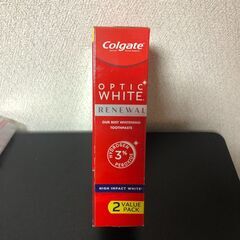 Colgate
OPTIC
WHITE
RENEWAL
OUR BEST WHITENING
TOOTHPASTE
HYDROGEN
3%
PEROXIDE
HIGH IMPACT WHITE
2 VALUE
PACK